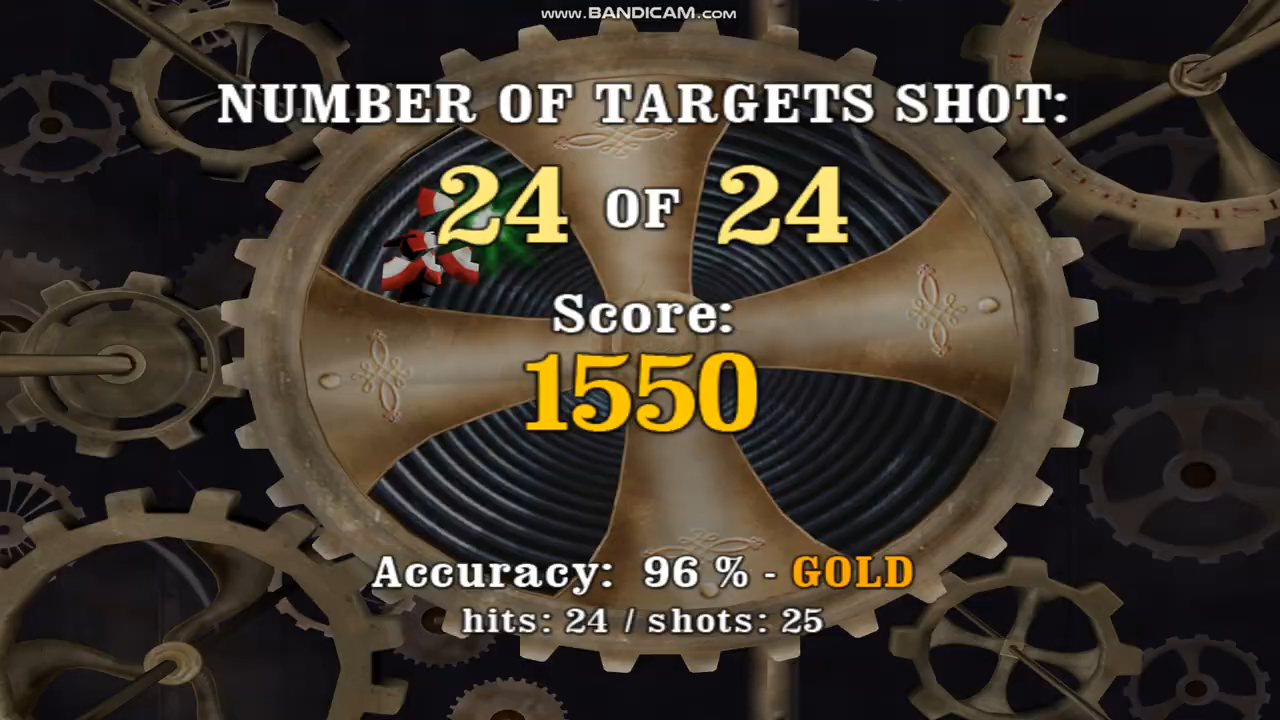 www.BANDICAM.com
NUMBER OF TARGETS SHOT:
24 OF 24
Score:
1550
Accuracy: 96 % - GOLD
hits: 24 / shots: 25